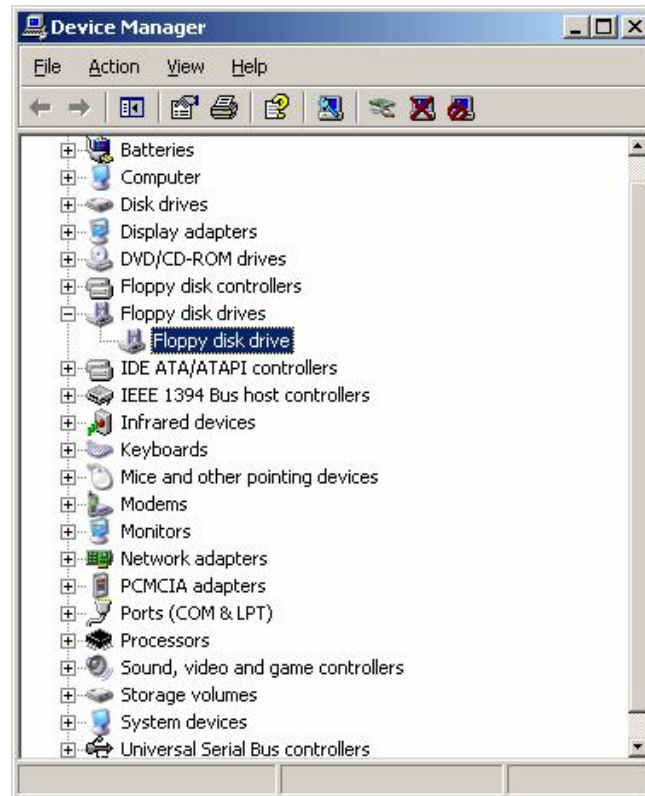 Device Manager
File Action View Help
Batteries
Computer
Disk drives
Display adapters
DVD/CD-ROM drives
Floppy disk controllers
Floppy disk drives
Floppy disk drive
IDE ATA/ATAPI controllers
IEEE 1394 Bus host controllers
Infrared devices
Keyboards
Mice and other pointing devices
Modems
Monitors
Network adapters
PCMCIA adapters
Ports (COM & LPT)
Processors
Sound, video and game controllers
Storage volumes
System devices
Universal Serial Bus controllers